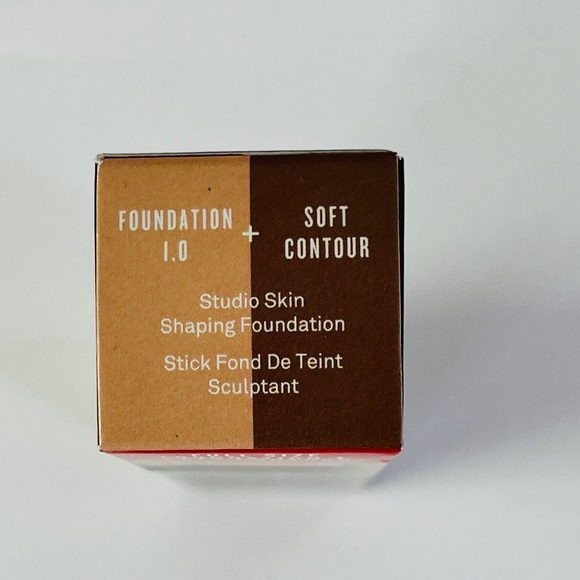 FOUNDATION
1.0
+
SOFT
CONTOUR
Studio Skin
Shaping Foundation
Stick Fond De Teint
Sculptant